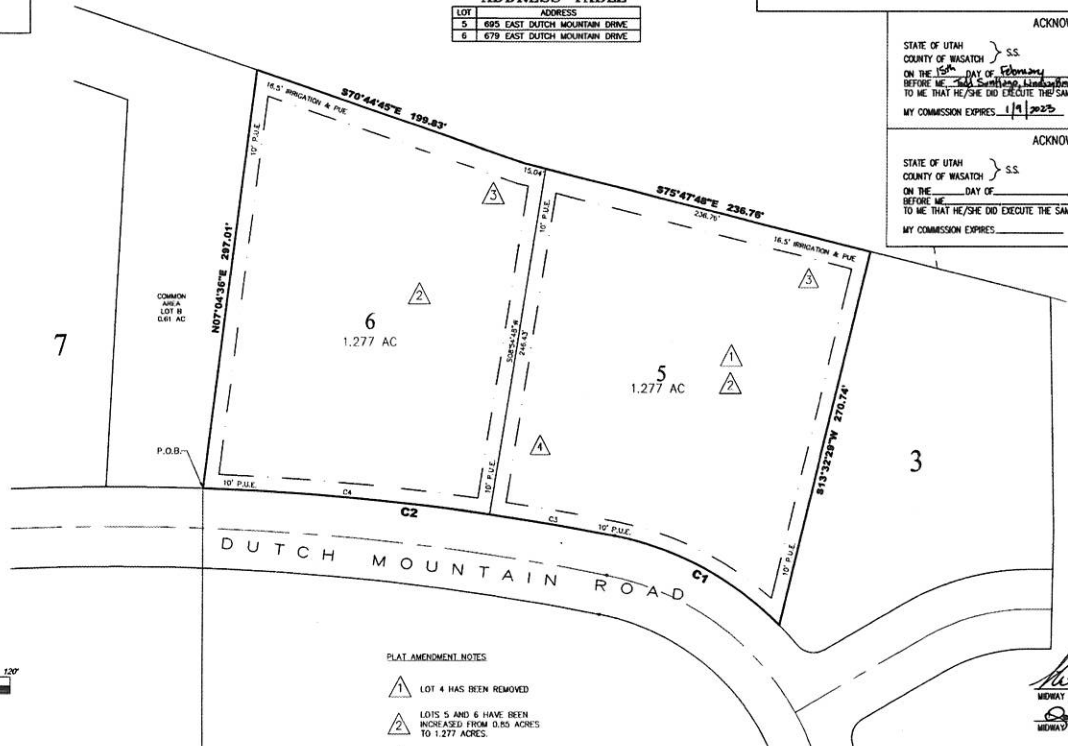 ADDRESS TABLE
LOT ADDRESS
5 695 EAST DUTCH MOUNTAIN DRIVE
6 679 EAST DUTCH MOUNTAIN DRIVE
ACKNOW
STATE OF UTAH
COUNTY OF WASATCH } S.S.
ON THE 15th DAY OF February
BEFORE ME
TO ME THAT HE/SHE DID EXECUTE THE SAM
MY COMMISSION EXPIRES 1/9/2023
ACKNOW
STATE OF UTAH
COUNTY OF WASATCH } S.S.
ON THE DAY OF
BEFORE ME
TO ME THAT HE/SHE DID EXECUTE THE SAM
MY COMMISSION EXPIRES
S70°44'45"E 199.83'
16.5' IRRIGATION & PUE
10' P.U.E.
15.04'
3
S75°47'48"E 236.76'
236.76'
10' P.U.E.
16.5' IRRIGATION & PUE
3
N07°04'36"E 297.01'
COMMON
AREA
LOT B
0.61 AC
2
6
1.277 AC
7
246.43'
1
5
1.277 AC
2
S13°32'29"W 270.74'
4
3
P.O.B.
10' P.U.E.
C4
10' P.U.E.
C2
C3
10' P.U.E.
10' P.U.E.
C1
DUTCH MOUNTAIN ROAD
120'
PLAT AMENDMENT NOTES
1 LOT 4 HAS BEEN REMOVED
2 LOTS 5 AND 6 HAVE BEEN
INCREASED FROM 0.85 ACRES
TO 1.277 ACRES.
MIDWAY
MIDWAY